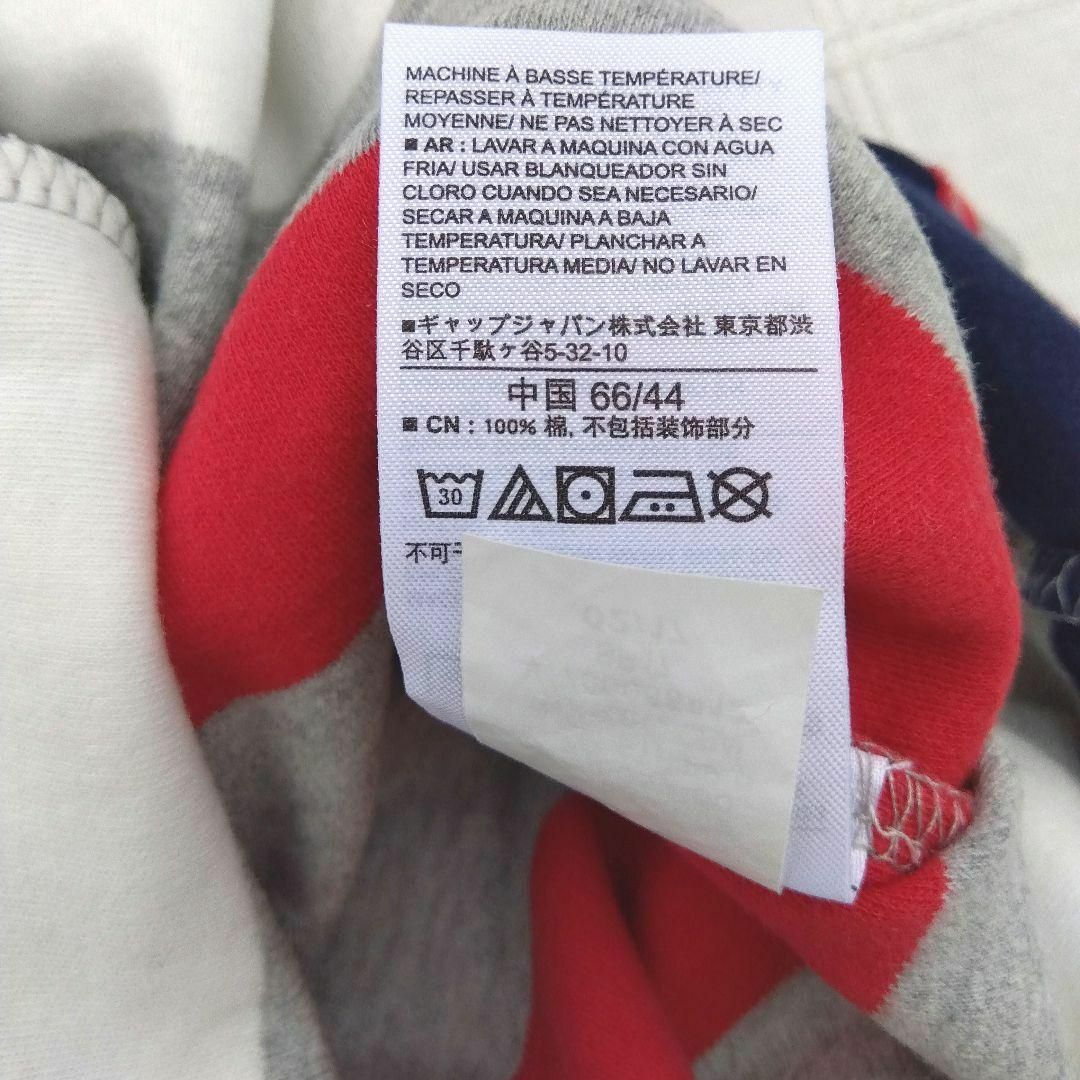 MACHINE À BASSE TEMPÉRATURE/
REPASSER À TEMPÉRATURE
MOYENNE/ NE PAS NETTOYER À SEC
■ AR : LAVAR A MAQUINA CON AGUA
FRIA/ USAR BLANQUEADOR SIN
CLORO CUANDO SEA NECESARIO/
SECAR A MAQUINA A BAJA
TEMPERATURA/ PLANCHAR A
TEMPERATURA MEDIA/ NO LAVAR EN
SECO
■ギャップジャパン株式会社 東京都渋
谷区千駄ヶ谷5-32-10
中国 66/44
■ CN : 100% 棉, 不包括装饰部分
30
不可